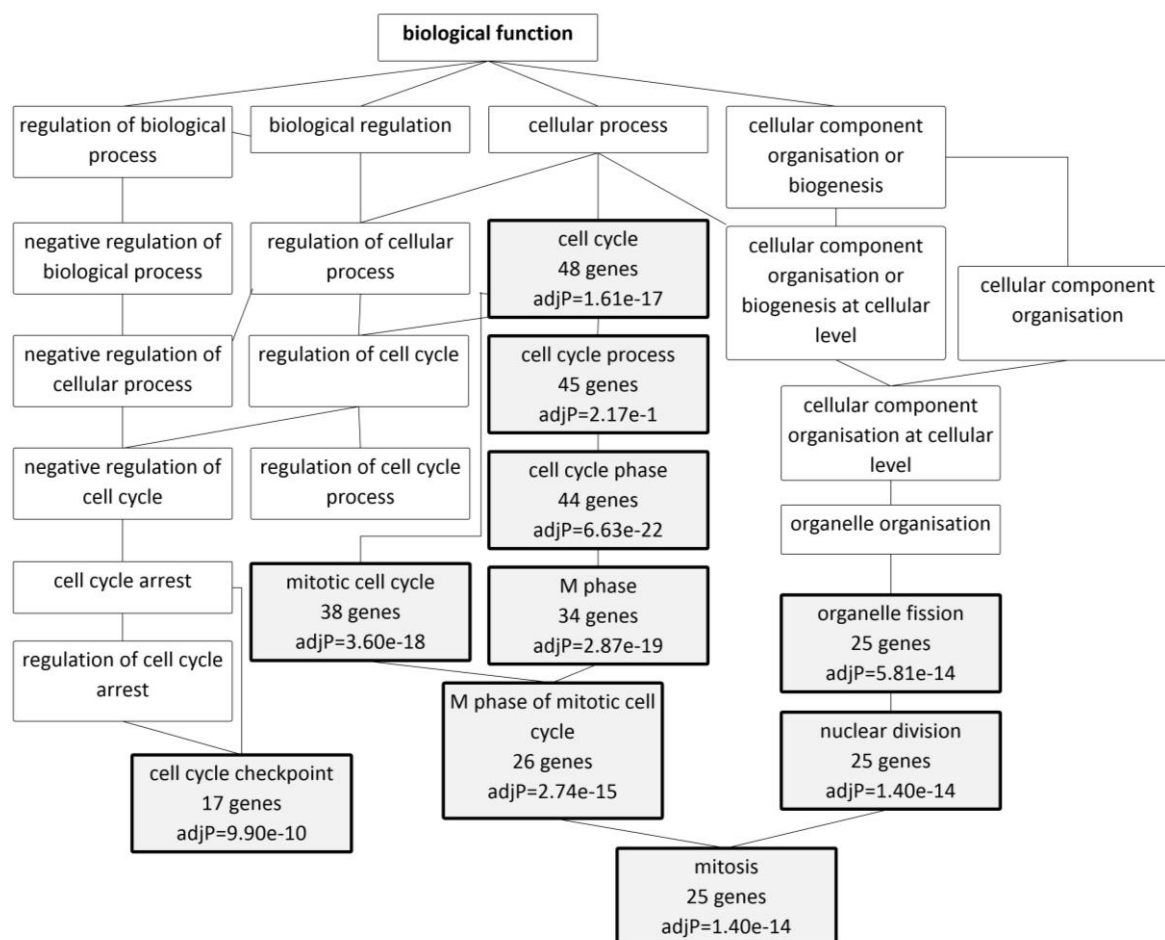 biological function
regulation of biological
process
biological regulation
cellular process
cellular component
organisation or
biogenesis
negative regulation of
biological process
regulation of cellular
process
cell cycle
48 genes
adjP=1.61e-17
cellular component
organisation or
biogenesis at cellular
level
cellular component
organisation
negative regulation of
cellular process
regulation of cell cycle
cell cycle process
45 genes
adjP=2.17e-1
cellular component
organisation at cellular
level
negative regulation of
cell cycle
regulation of cell cycle
process
cell cycle phase
44 genes
adjP=6.63e-22
organelle organisation
cell cycle arrest
mitotic cell cycle
38 genes
adjP=3.60e-18
M phase
34 genes
adjP=2.87e-19
organelle fission
25 genes
adjP=5.81e-14
regulation of cell cycle
arrest
M phase of mitotic cell
cycle
26 genes
adjP=2.74e-15
nuclear division
25 genes
adjP=1.40e-14
cell cycle checkpoint
17 genes
adjP=9.90e-10
mitosis
25 genes
adjP=1.40e-14